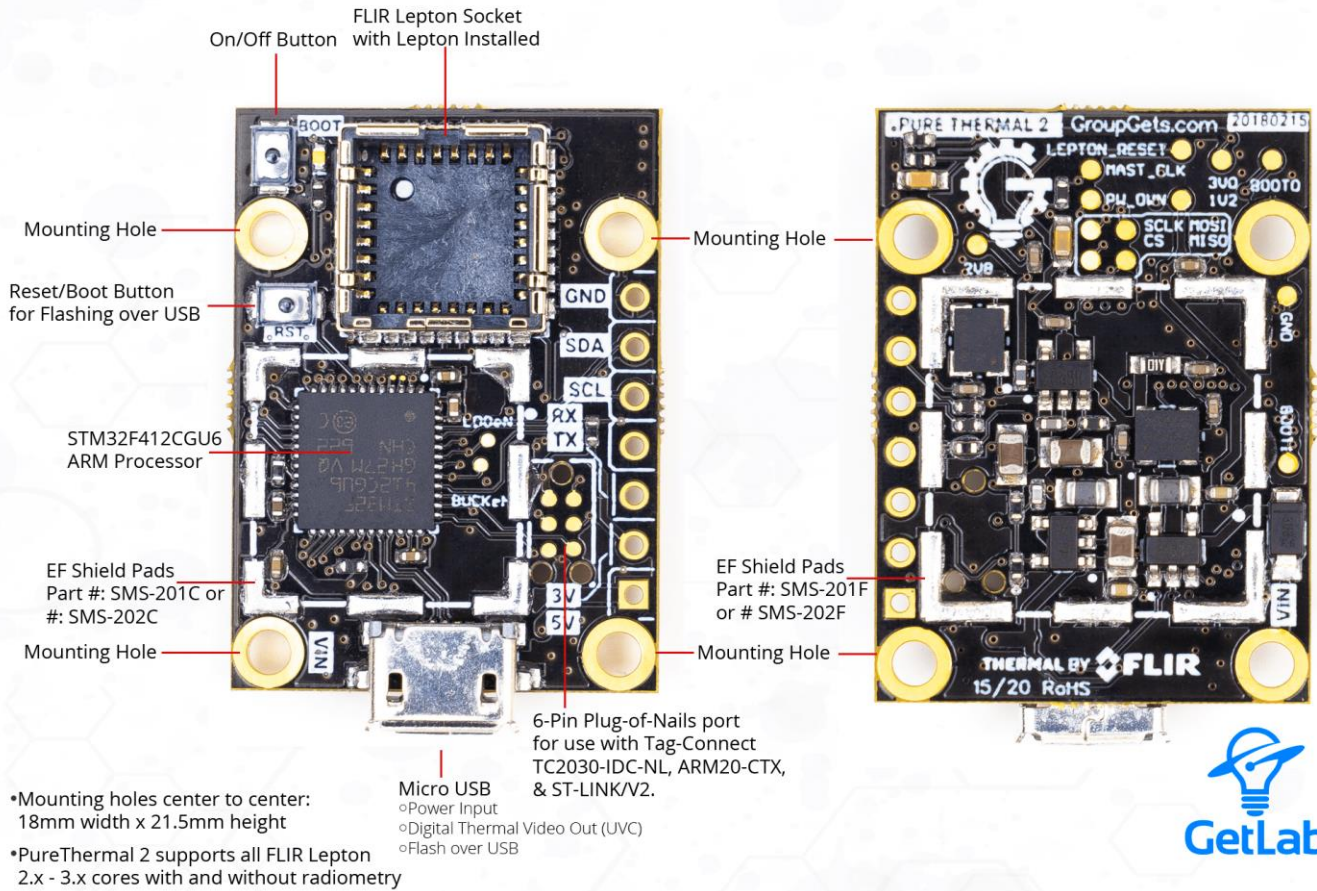 FLIR Lepton Socket
with Lepton Installed
On/Off Button
BOOT
Mounting Hole
Reset/Boot Button
for Flashing over USB
.RST.
GND
SDA
SCL
RX
TX
STM32F412CGU6
ARM Processor
LDOeN
BUCKeN
EF Shield Pads
Part #: SMS-201C or
#: SMS-202C
3V
5V
Mounting Hole
VIN
Micro USB
○Power Input
○Digital Thermal Video Out (UVC)
○Flash over USB
6-Pin Plug-of-Nails port
for use with Tag-Connect
TC2030-IDC-NL, ARM20-CTX,
& ST-LINK/V2.
•Mounting holes center to center:
18mm width x 21.5mm height
•PureThermal 2 supports all FLIR Lepton
2.x - 3.x cores with and without radiometry
.PURE THERMAL 2 GroupGets.com 20180215
LEPTON_RESET
MAST_CLK
3V0 BOOT0
PW_DWN 1V2
SCLK MOSI
CS MISO
Mounting Hole
2V8
GND
DIY
BOOT1
EF Shield Pads
Part #: SMS-201F
or # SMS-202F
VIN
Mounting Hole
THERMAL BY FLIR
15/20 RoHS
GetLab